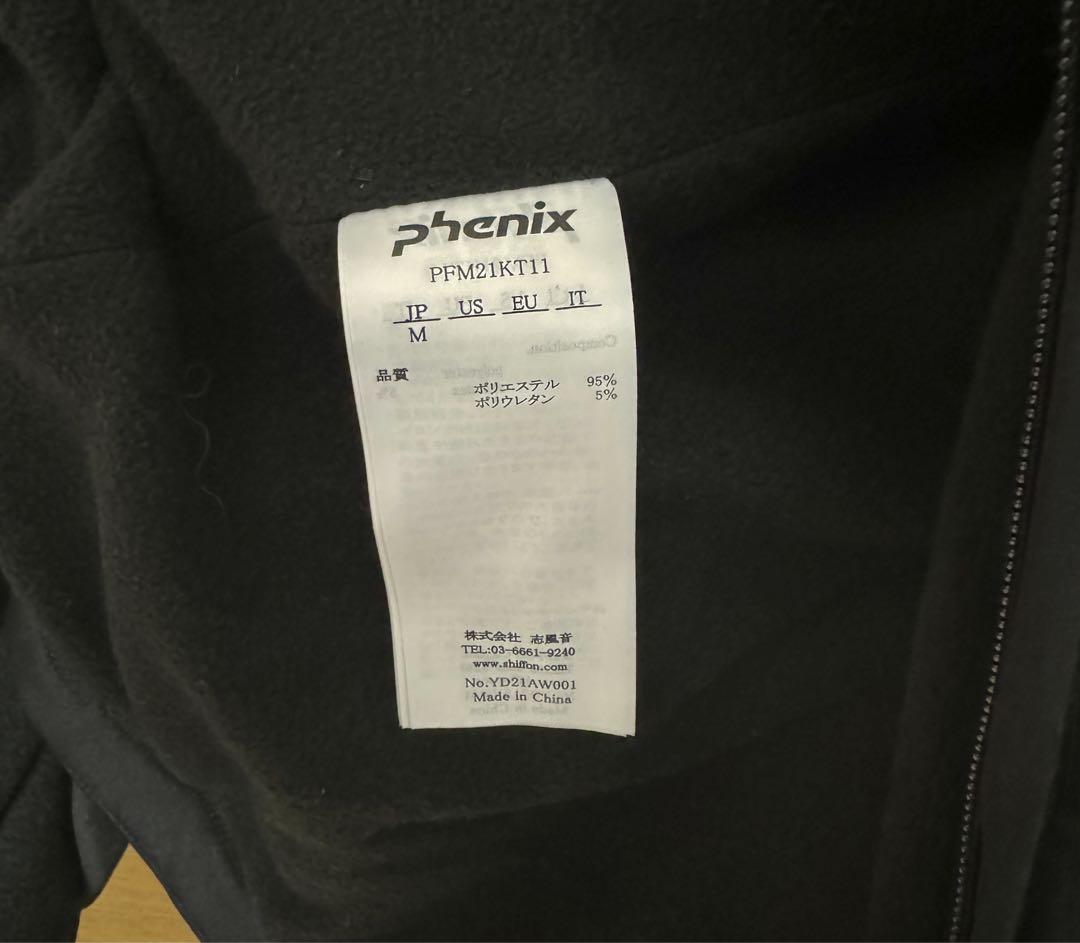 phenix
PFM21KT11
JP US EU IT
M
品質
ポリエステル 95%
ポリウレタン 5%
株式会社 志風音
TEL:03-6661-9240
www.shiffon.com
No.YD21AW001
Made in China